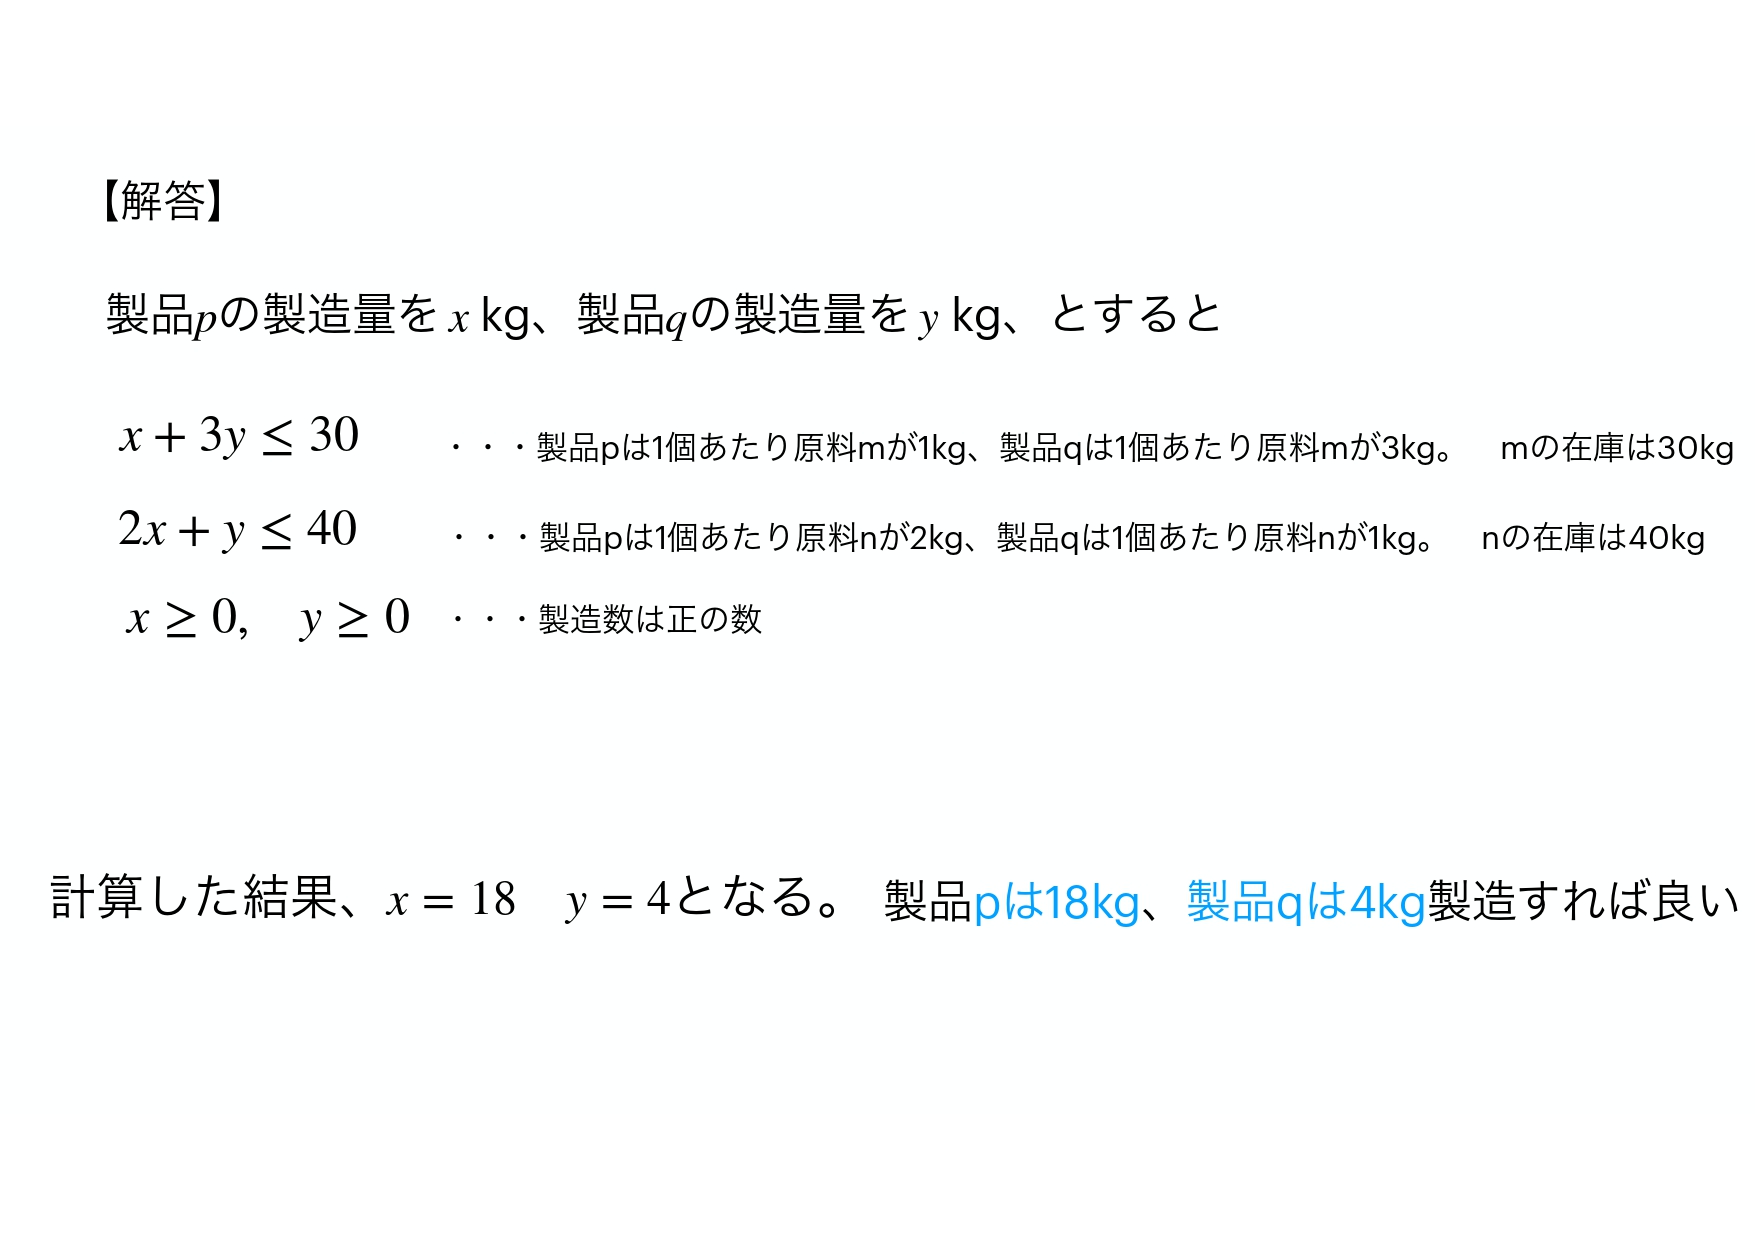 【解答】
製品pの製造量を x kg、製品qの製造量を y kg、とすると
x + 3y ≤ 30 ・・・製品pは1個あたり原料mが1kg、製品qは1個あたり原料mが3kg。 mの在庫は30kg
2x + y ≤ 40 ・・・製品pは1個あたり原料nが2kg、製品qは1個あたり原料nが1kg。 nの在庫は40kg
x ≥ 0, y ≥ 0 ・・・製造数は正の数
計算した結果、x = 18 y = 4となる。 製品pは18kg、製品qは4kg製造すれば良い